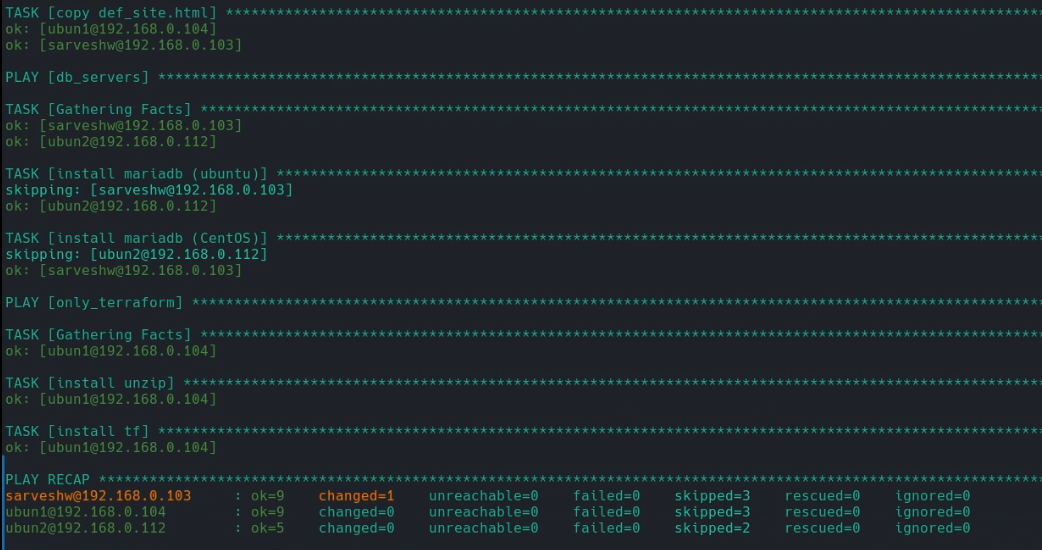 TASK [copy def_site.html] *************************************************************************************************
ok: [ubun1@192.168.0.104]
ok: [sarveshw@192.168.0.103]
PLAY [db_servers] *********************************************************************************************************
TASK [Gathering Facts] ****************************************************************************************************
ok: [sarveshw@192.168.0.103]
ok: [ubun2@192.168.0.112]
TASK [install mariadb (ubuntu)] *******************************************************************************************
skipping: [sarveshw@192.168.0.103]
ok: [ubun2@192.168.0.112]
TASK [install mariadb (CentOS)] *******************************************************************************************
skipping: [ubun2@192.168.0.112]
ok: [sarveshw@192.168.0.103]
PLAY [only_terraform] *****************************************************************************************************
TASK [Gathering Facts] ****************************************************************************************************
ok: [ubun1@192.168.0.104]
TASK [install unzip] ******************************************************************************************************
ok: [ubun1@192.168.0.104]
TASK [install tf] *********************************************************************************************************
ok: [ubun1@192.168.0.104]
PLAY RECAP ****************************************************************************************************************
sarveshw@192.168.0.103     : ok=9    changed=1    unreachable=0    failed=0    skipped=3    rescued=0    ignored=0
ubun1@192.168.0.104        : ok=9    changed=0    unreachable=0    failed=0    skipped=3    rescued=0    ignored=0
ubun2@192.168.0.112        : ok=5    changed=0    unreachable=0    failed=0    skipped=2    rescued=0    ignored=0